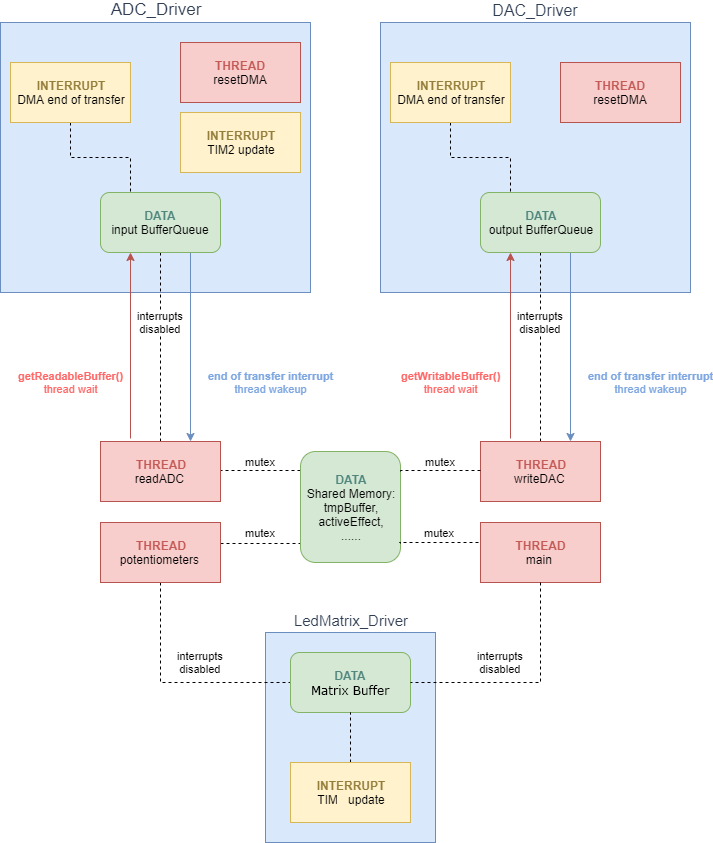 ADC_Driver
DAC_Driver
INTERRUPT
DMA end of transfer
THREAD
resetDMA
INTERRUPT
TIM2 update
INTERRUPT
DMA end of transfer
THREAD
resetDMA
DATA
input BufferQueue
DATA
output BufferQueue
interrupts
disabled
interrupts
disabled
getReadableBuffer()
thread wait
end of transfer interrupt
thread wakeup
getWritableBuffer()
thread wait
end of transfer interrupt
thread wakeup
THREAD
readADC
mutex
DATA
Shared Memory:
tmpBuffer,
activeEffect,
......
mutex
THREAD
writeDAC
THREAD
potentiometers
mutex
mutex
THREAD
main
LedMatrix_Driver
interrupts
disabled
DATA
Matrix Buffer
interrupts
disabled
INTERRUPT
TIM update